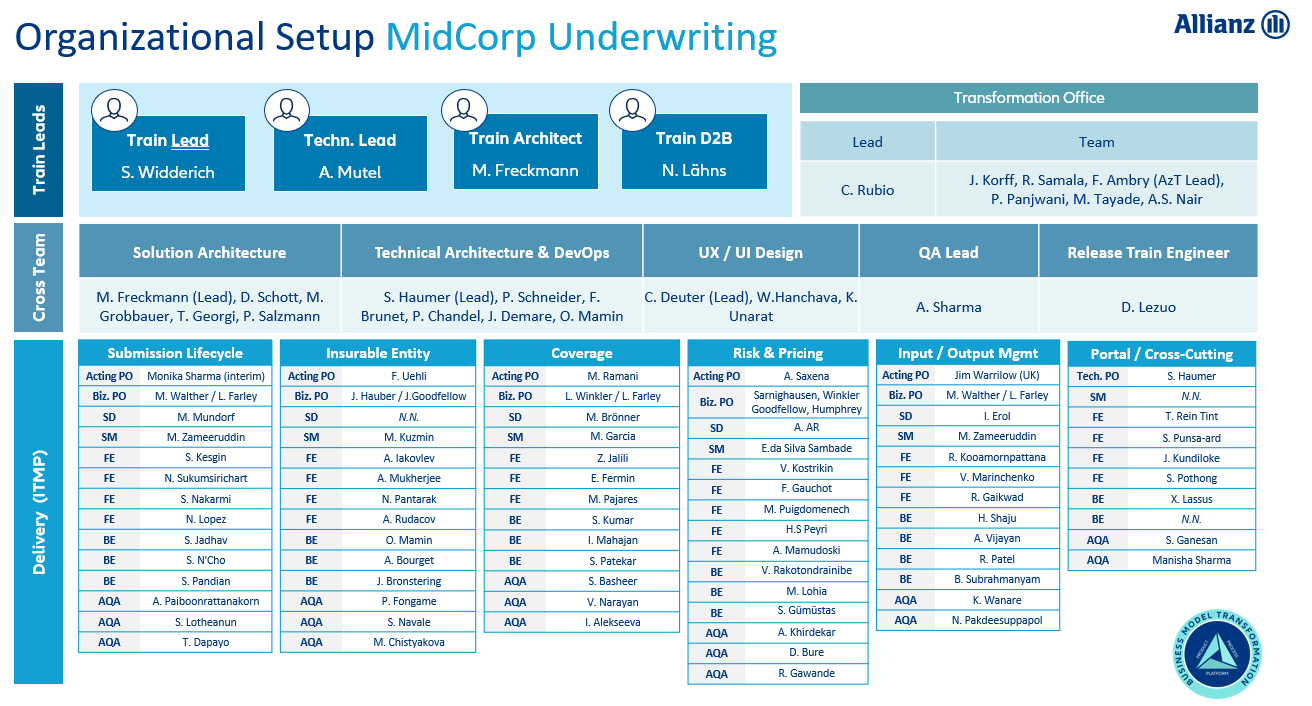 Organizational Setup MidCorp Underwriting
Allianz
Train Leads
Train Lead
S. Widderich
Techn. Lead
A. Mutel
Train Architect
M. Freckmann
Train D2B
N. Lähns
Transformation Office
Lead
Team
C. Rubio
J. Korff, R. Samala, F. Ambry (AzT Lead),
P. Panjwani, M. Tayade, A.S. Nair
Cross Team
Solution Architecture
M. Freckmann (Lead), D. Schott, M.
Grobbauer, T. Georgi, P. Salzmann
Technical Architecture & DevOps
S. Haumer (Lead), P. Schneider, F.
Brunet, P. Chandel, J. Demare, O. Mamin
UX / UI Design
C. Deuter (Lead), W.Hanchava, K.
Unarat
QA Lead
A. Sharma
Release Train Engineer
D. Lezuo
Delivery (ITMP)
Submission Lifecycle
Acting PO Monika Sharma (interim)
Biz. PO M. Walther / L. Farley
SD M. Mundorf
SM M. Zameeruddin
FE S. Kesgin
FE N. Sukumsirichart
FE S. Nakarmi
FE N. Lopez
BE S. Jadhav
BE S. N'Cho
BE S. Pandian
AQA A. Paiboonrattanakorn
AQA S. Lotheanun
AQA T. Dapayo
Insurable Entity
Acting PO F. Uehli
Biz. PO J. Hauber / J.Goodfellow
SD N.N.
SM M. Kuzmin
FE A. Iakovlev
FE A. Mukherjee
FE N. Pantarak
FE A. Rudacov
BE O. Mamin
BE A. Bourget
BE J. Bronstering
AQA P. Fongame
AQA S. Navale
AQA M. Chistyakova
Coverage
Acting PO M. Ramani
Biz. PO L. Winkler / L. Farley
SD M. Brönner
SM M. Garcia
FE Z. Jalili
FE E. Fermin
FE M. Pajares
BE S. Kumar
BE I. Mahajan
BE S. Patekar
AQA S. Basheer
AQA V. Narayan
AQA I. Alekseeva
Risk & Pricing
Acting PO A. Saxena
Biz. PO Sarnighausen, Winkler
Goodfellow, Humphrey
SD A. AR
SM E.da Silva Sambade
FE V. Kostrikin
FE F. Gauchot
FE M. Puigdomenech
FE H.S Peyri
FE A. Mamudoski
BE V. Rakotondrainibe
BE M. Lohia
BE S. Gümüstas
AQA A. Khirdekar
AQA D. Bure
AQA R. Gawande
Input / Output Mgmt
Acting PO Jim Warrilow (UK)
Biz. PO M. Walther / L. Farley
SD I. Erol
SM M. Zameeruddin
FE R. Kooamornpattana
FE V. Marinchenko
FE R. Gaikwad
BE H. Shaju
BE A. Vijayan
BE R. Patel
BE B. Subrahmanyam
AQA K. Wanare
AQA N. Pakdeesuppapol
Portal / Cross-Cutting
Tech. PO S. Haumer
SM N.N.
FE T. Rein Tint
FE S. Punsa-ard
FE J. Kundiloke
FE S. Pothong
BE X. Lassus
BE N.N.
AQA S. Ganesan
AQA Manisha Sharma
BUSINESS MODEL TRANSFORMATION
PRODUCT
PROCESS
PLATFORM